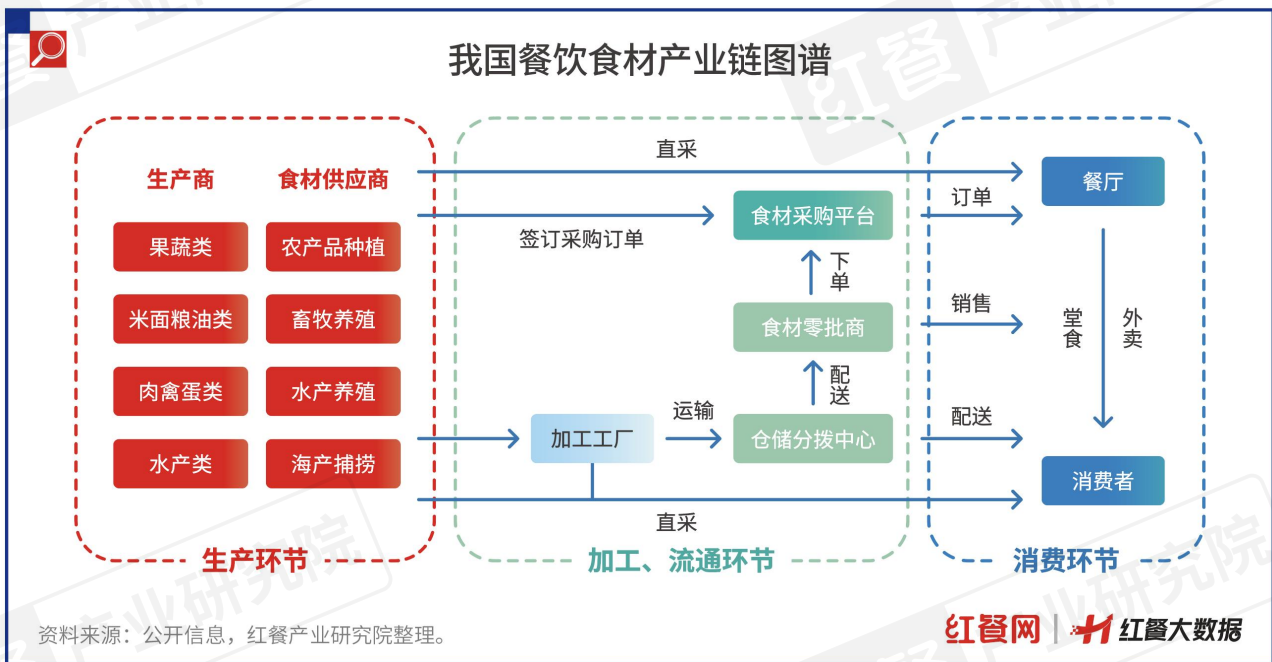 我国餐饮食材产业链图谱
生产商
食材供应商
果蔬类
农产品种植
米面粮油类
畜牧养殖
肉禽蛋类
水产养殖
水产类
海产捕捞
生产环节
直采
签订采购订单
食材采购平台
下单
食材零批商
配送
加工工厂
运输
仓储分拨中心
直采
加工、流通环节
订单
销售
配送
餐厅
堂食
外卖
消费者
消费环节
资料来源：公开信息，红餐产业研究院整理。
红餐网
红餐大数据
红餐产业研究院